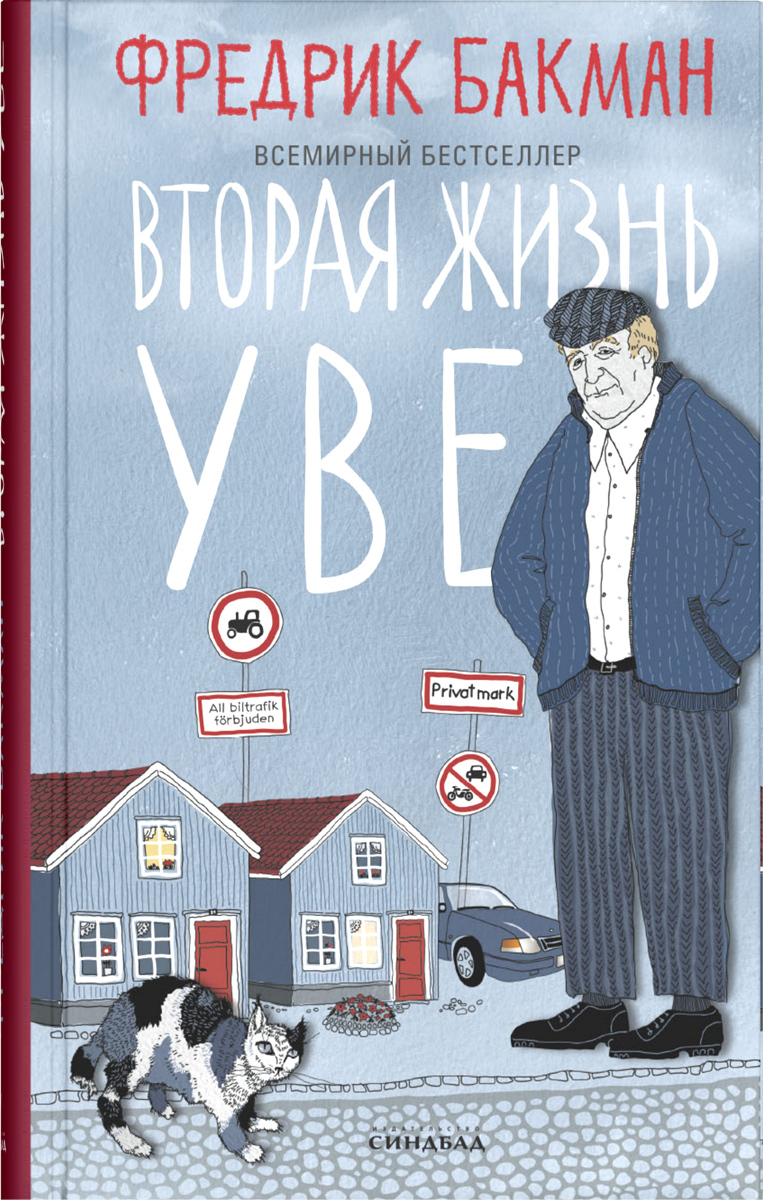 ФРЕДРИК БАКМАН
ВСЕМИРНЫЙ БЕСТСЕЛЛЕР
ВТОРАЯ ЖИЗНЬ
УВЕ
All biltrafik
förbjuden
Privat mark
ИЗДАТЕЛЬСТВО
СИНДБАД